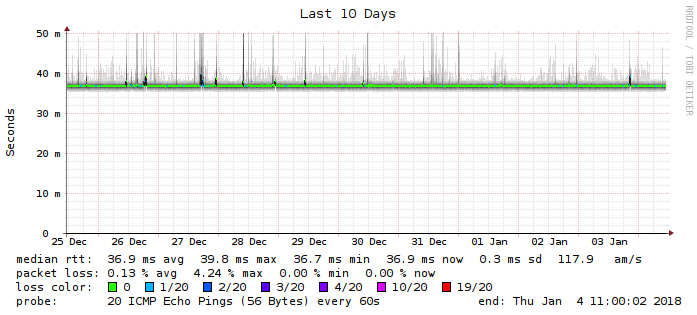 Last 10 Days
RRDTOOL / TOBI OETIKER
Seconds
50 m
40 m
30 m
20 m
10 m
0
25 Dec 26 Dec 27 Dec 28 Dec 29 Dec 30 Dec 31 Dec 01 Jan 02 Jan 03 Jan
median rtt: 36.9 ms avg 39.8 ms max 36.7 ms min 36.9 ms now 0.3 ms sd 117.9 am/s
packet loss: 0.13 % avg 4.24 % max 0.00 % min 0.00 % now
loss color: 0 1/20 2/20 3/20 4/20 10/20 19/20
probe: 20 ICMP Echo Pings (56 Bytes) every 60s end: Thu Jan 4 11:00:02 2018